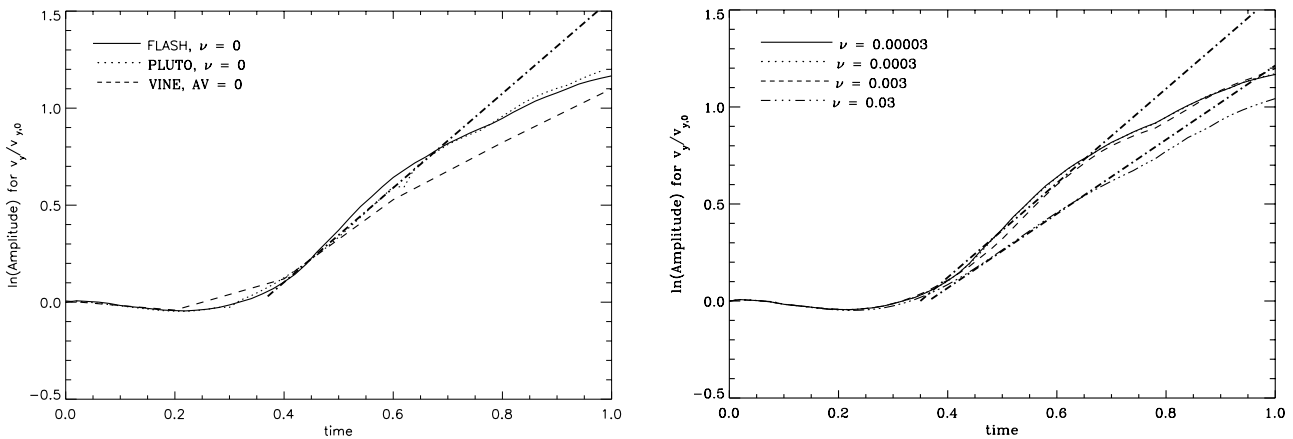 1.5
1.0
0.5
0.0
−0.5
ln(Amplitude) for v_y/v_{y,0}
FLASH, ν = 0
PLUTO, ν = 0
VINE, AV = 0
0.0 0.2 0.4 0.6 0.8 1.0
time
1.5
1.0
0.5
0.0
−0.5
ln(Amplitude) for v_y/v_{y,0}
ν = 0.00003
ν = 0.0003
ν = 0.003
ν = 0.03
0.0 0.2 0.4 0.6 0.8 1.0
time